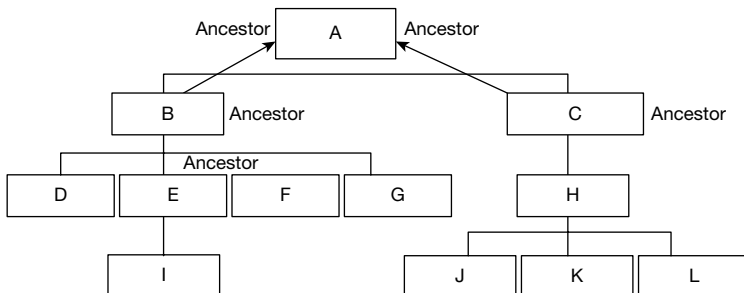 Ancestor A Ancestor
B Ancestor C Ancestor
Ancestor
D E F G H
I J K L